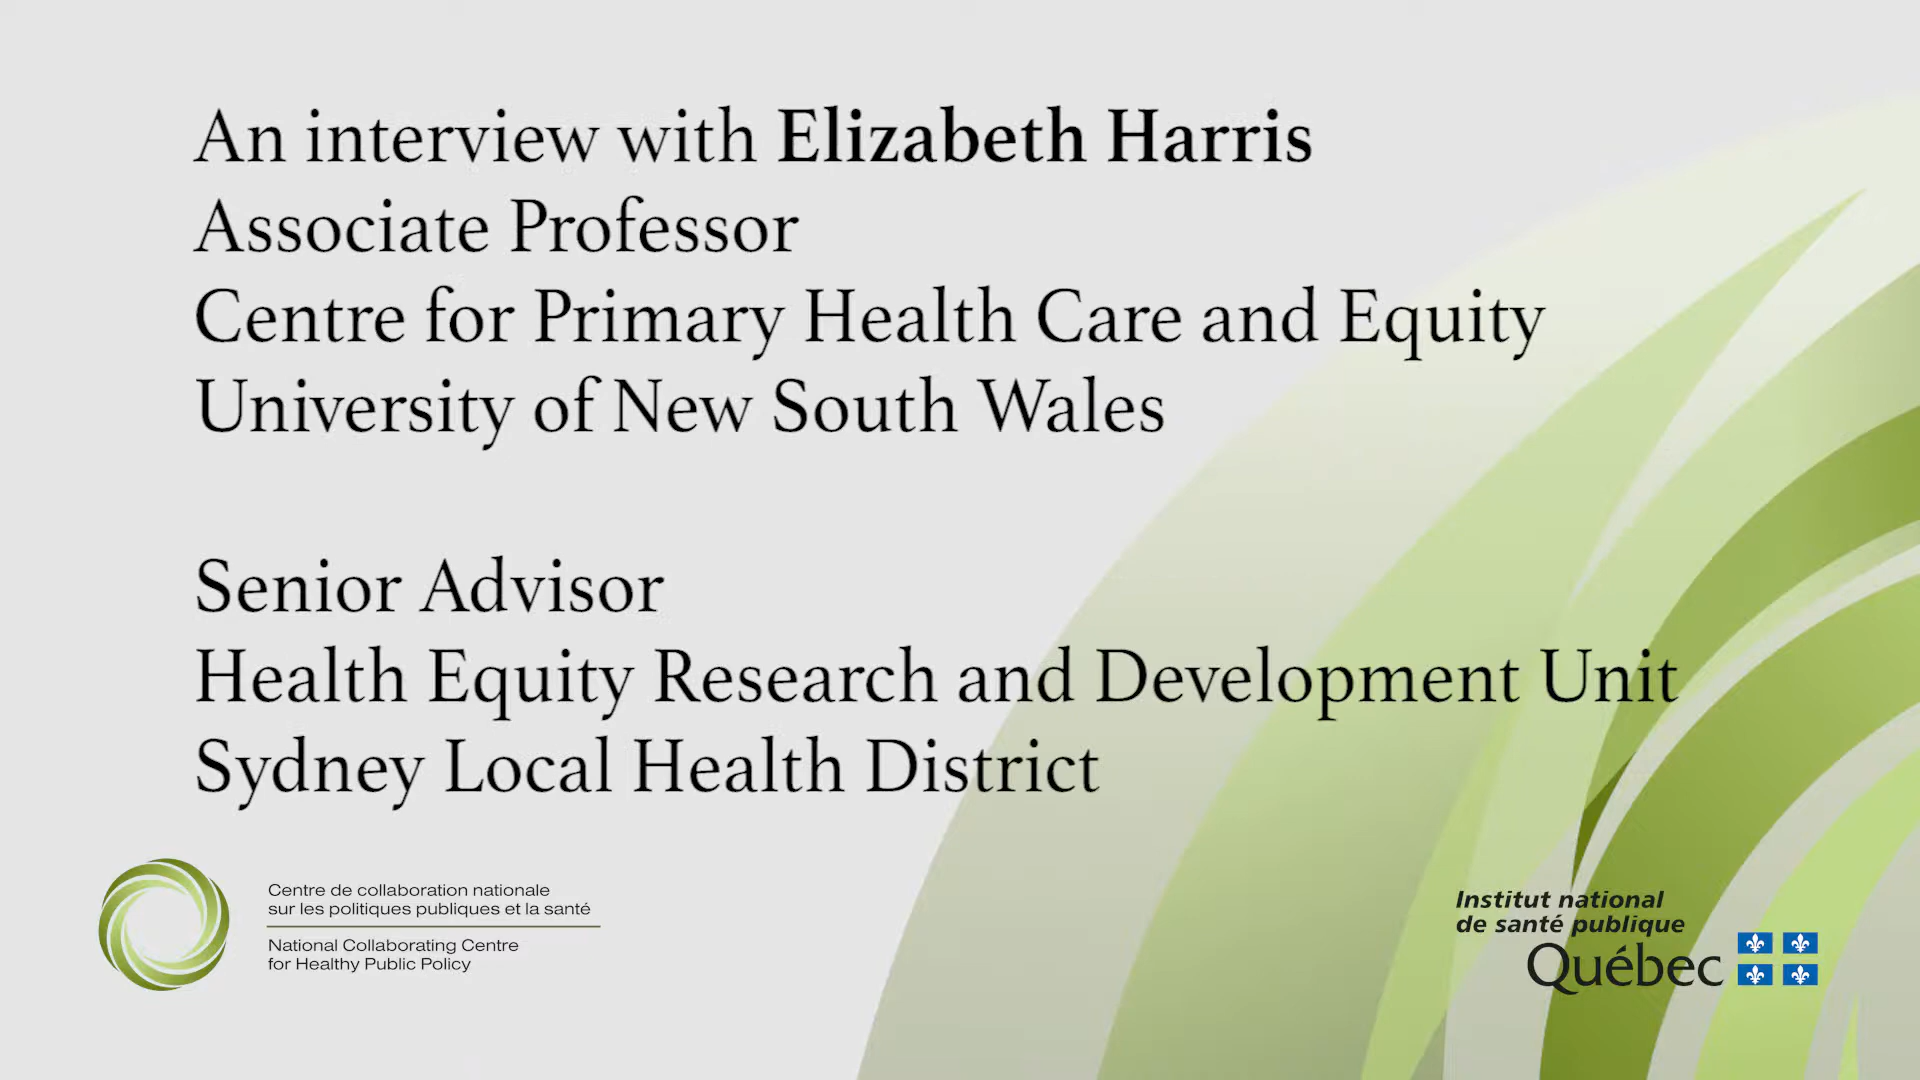 An interview with Elizabeth Harris
Associate Professor
Centre for Primary Health Care and Equity
University of New South Wales
Senior Advisor
Health Equity Research and Development Unit
Sydney Local Health District
Centre de collaboration nationale
sur les politiques publiques et la santé
National Collaborating Centre
for Healthy Public Policy
Institut national
de santé publique
Québec